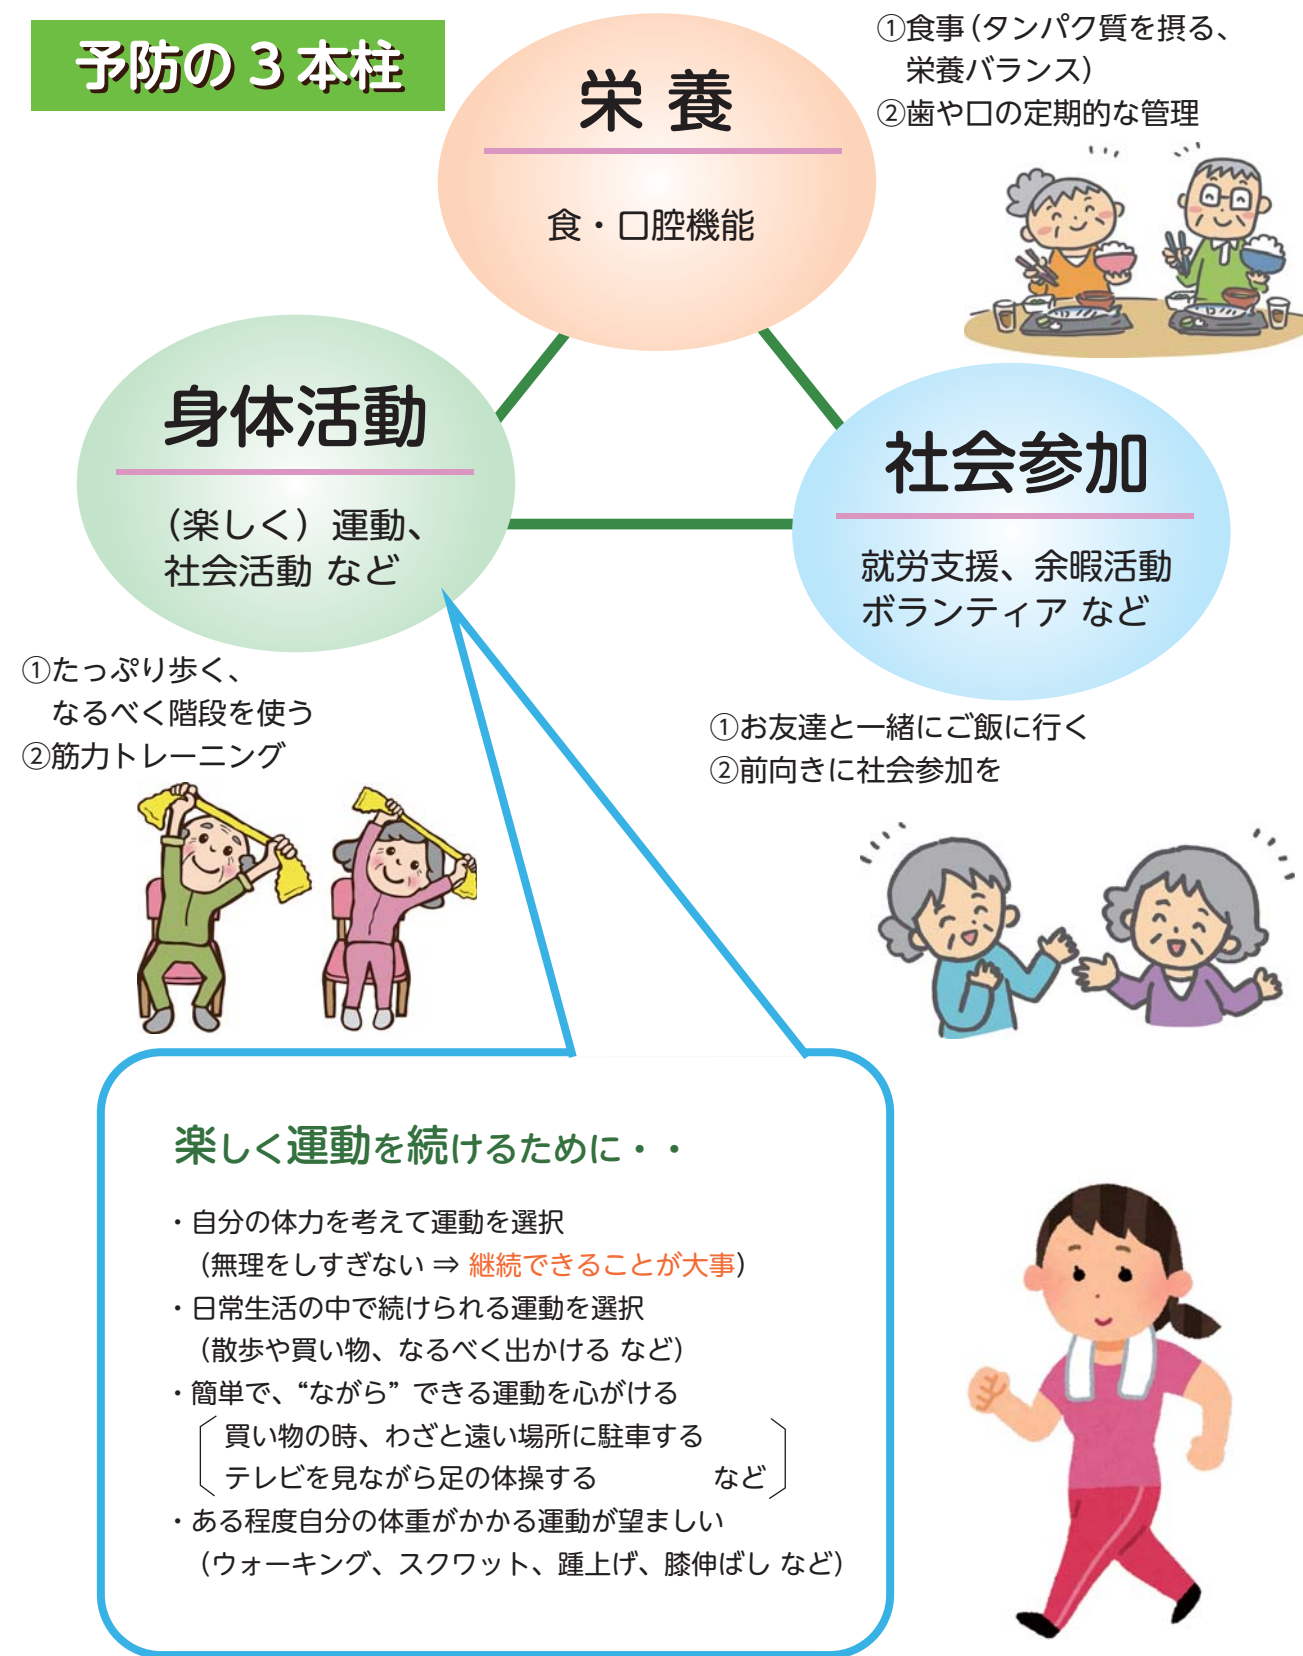 予防の3本柱
栄養
食・口腔機能
①食事(タンパク質を摂る、
栄養バランス)
②歯や口の定期的な管理
身体活動
(楽しく)運動、
社会活動 など
①たっぷり歩く、
なるべく階段を使う
②筋力トレーニング
社会参加
就労支援、余暇活動
ボランティア など
①お友達と一緒にご飯に行く
②前向きに社会参加を
楽しく運動を続けるために・・
・自分の体力を考えて運動を選択
(無理をしすぎない ⇒ 継続できることが大事)
・日常生活の中で続けられる運動を選択
(散歩や買い物、なるべく出かける など)
・簡単で、“ながら”できる運動を心がける
買い物の時、わざと遠い場所に駐車する
テレビを見ながら足の体操する など
・ある程度自分の体重がかかる運動が望ましい
(ウォーキング、スクワット、踵上げ、膝伸ばし など)